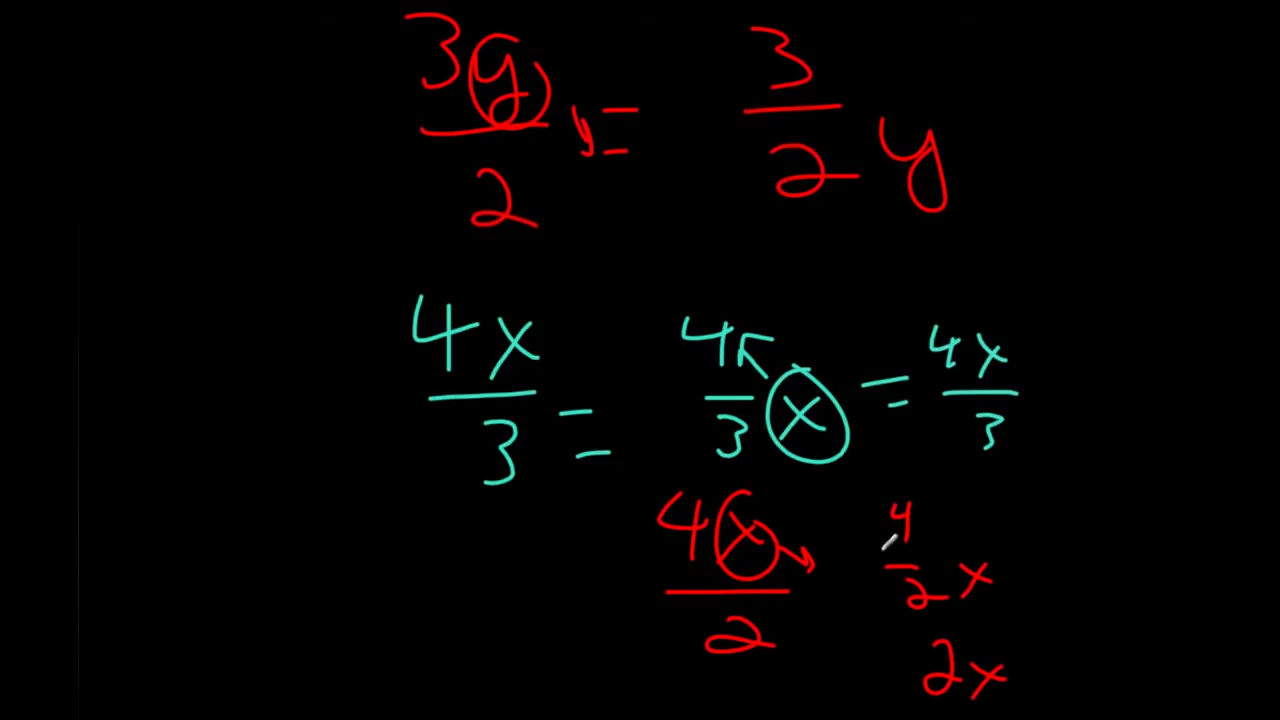 3y/2 = 3/2 y
4x/3 = 4/3 x = 4x/3
4x/2 4/2 x
2x